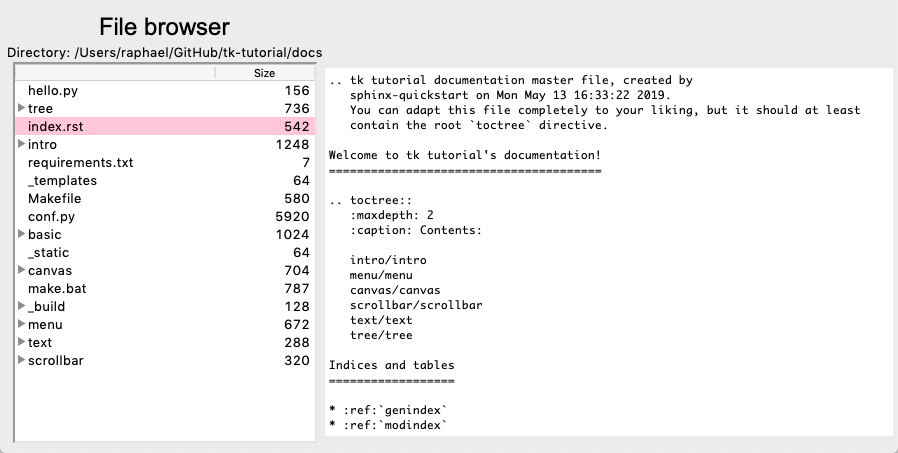 File browser
Directory: /Users/raphael/GitHub/tk-tutorial/docs
Size
hello.py 156
tree 736
index.rst 542
intro 1248
requirements.txt 7
_templates 64
Makefile 580
conf.py 5920
basic 1024
_static 64
canvas 704
make.bat 787
_build 128
menu 672
text 288
scrollbar 320
.. tk tutorial documentation master file, created by
   sphinx-quickstart on Mon May 13 16:33:22 2019.
   You can adapt this file completely to your liking, but it should at least
   contain the root `toctree` directive.

Welcome to tk tutorial's documentation!
=======================================

.. toctree::
   :maxdepth: 2
   :caption: Contents:

   intro/intro
   menu/menu
   canvas/canvas
   scrollbar/scrollbar
   text/text
   tree/tree

Indices and tables
==================

* :ref:`genindex`
* :ref:`modindex`